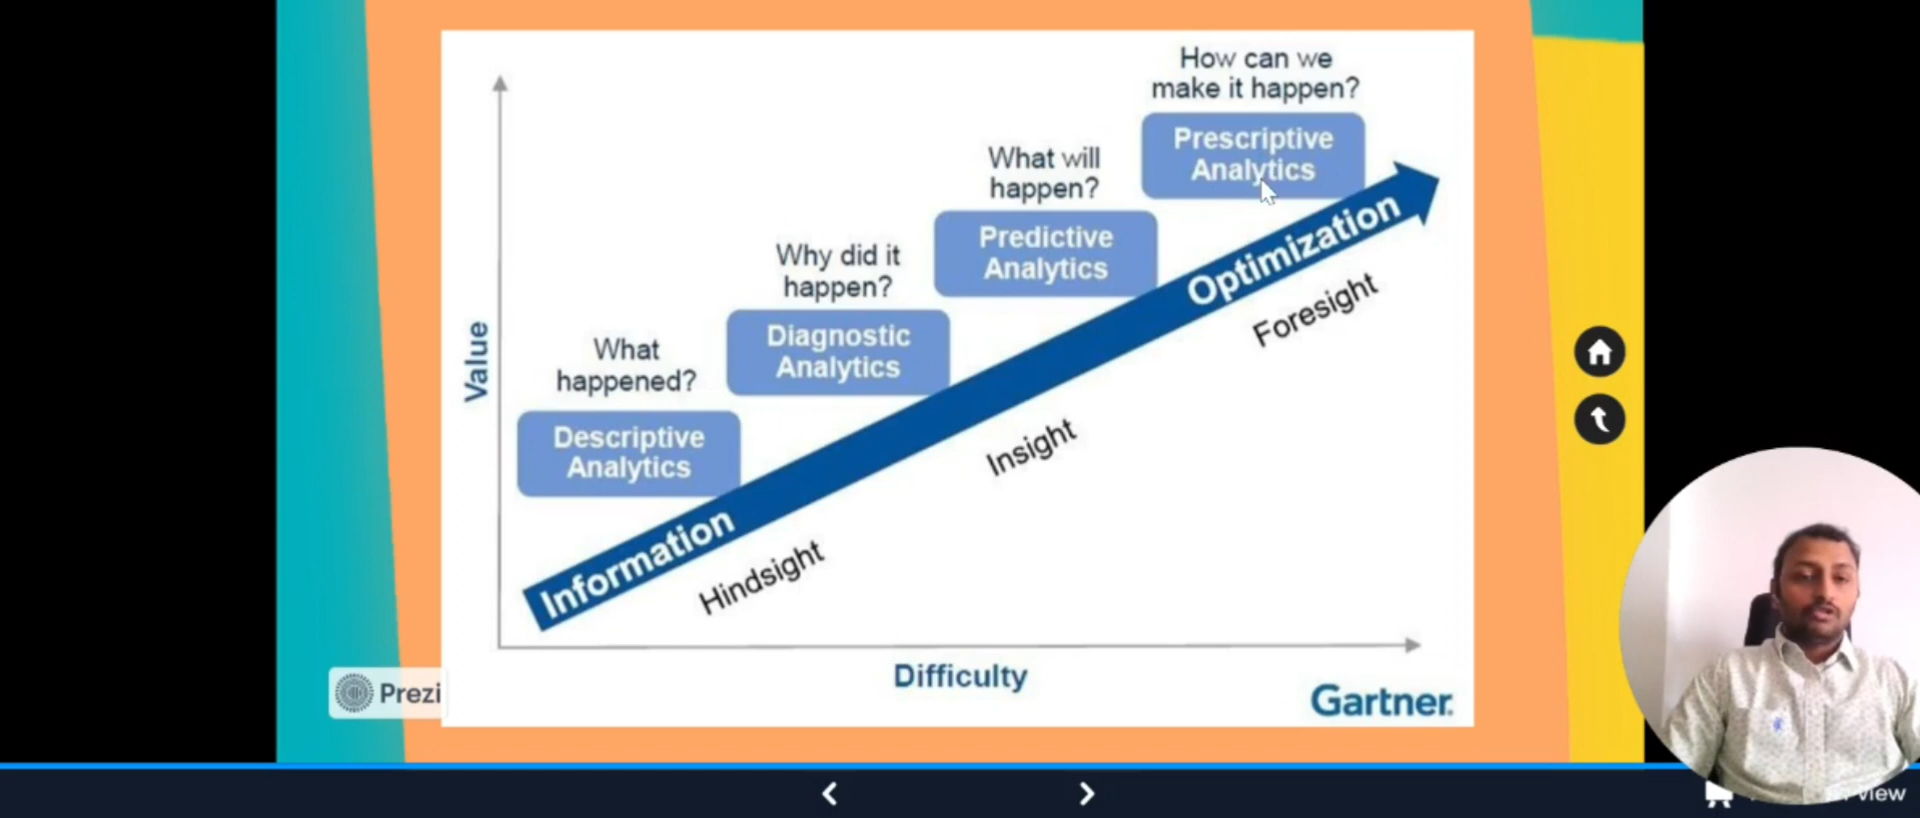 How can we
make it happen?
Prescriptive
Analytics
What will
happen?
Predictive
Analytics
Why did it
happen?
Diagnostic
Analytics
What
happened?
Descriptive
Analytics
Value
Information
Optimization
Hindsight
Insight
Foresight
Difficulty
Gartner.
Prezi
view